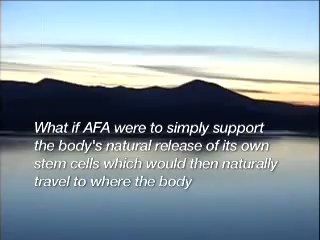 What if AFA were to simply support
the body's natural release of its own
stem cells which would then naturally
travel to where the body